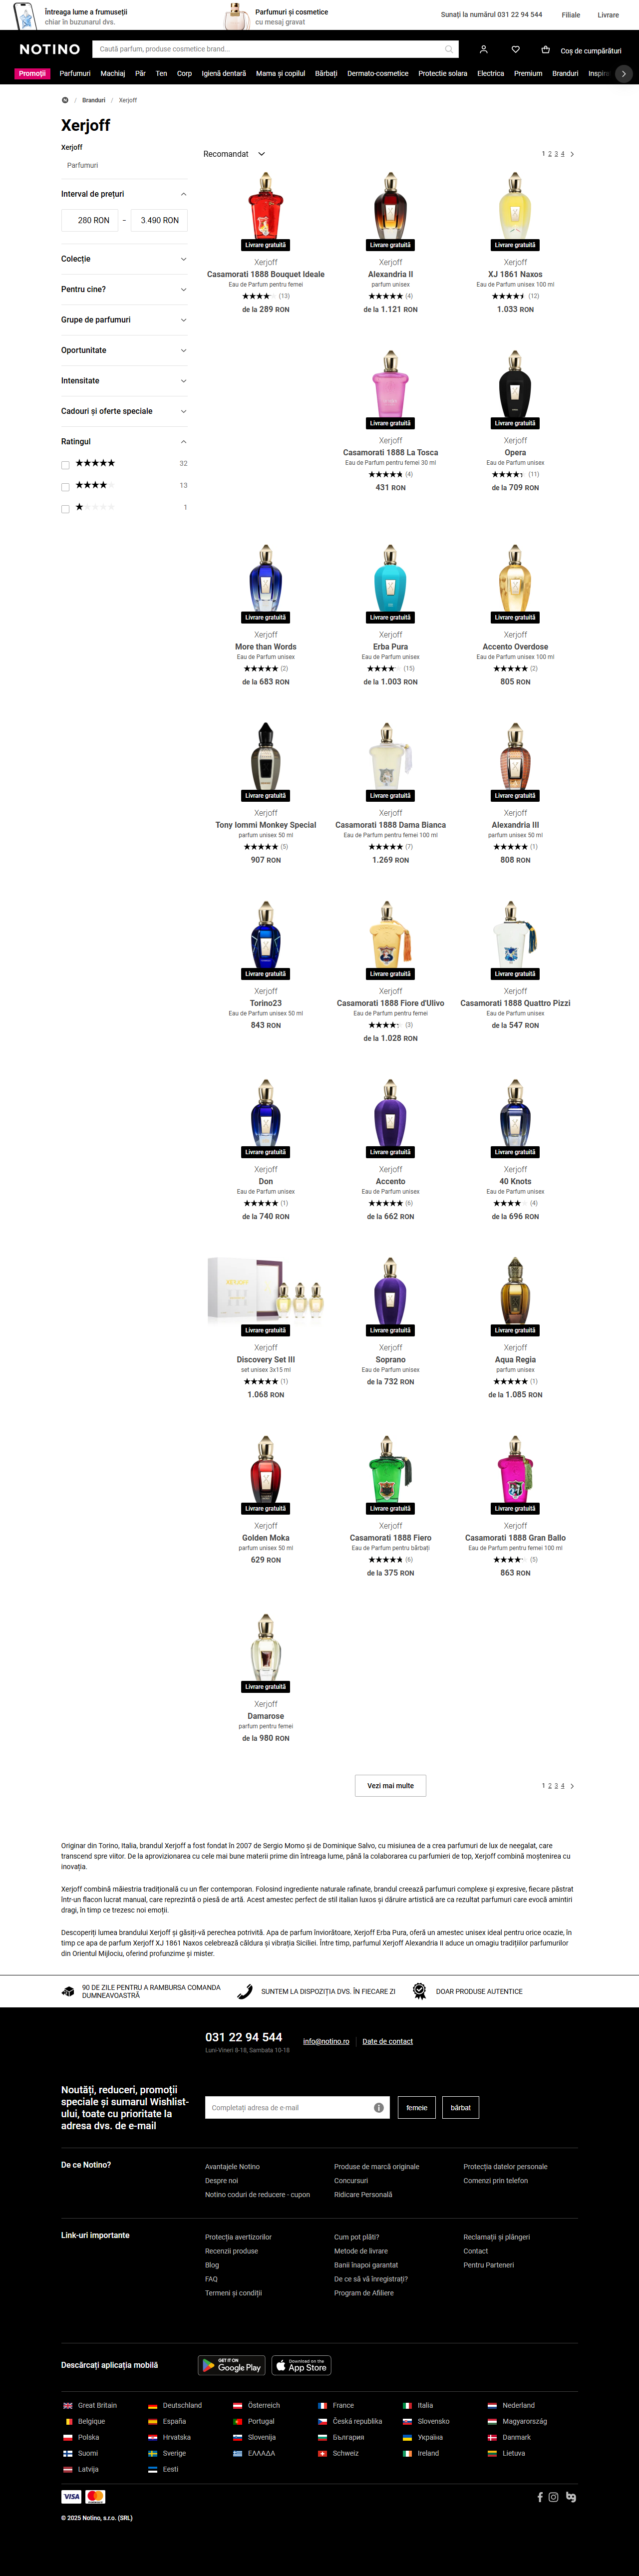 Întreaga lume a frumuseții
chiar în buzunarul dvs.
Parfumuri și cosmetice
cu mesaj gravat
Sunați la numărul 031 22 94 544
Filiale
Livrare
NOTINO
Caută parfum, produse cosmetice brand...
Coș de cumpărături
Promoții Parfumuri Machiaj Păr Ten Corp Igienă dentară Mama și copilul Bărbați Dermato-cosmetice Protectie solara Electrica Premium Branduri
/ Branduri / Xerjoff
Xerjoff
Xerjoff
Parfumuri
Interval de prețuri
280 RON – 3.490 RON
Colecție
Pentru cine?
Grupe de parfumuri
Oportunitate
Intensitate
Cadouri și oferte speciale
Ratingul
32
13
1
Recomandat
1 2 3 4
Livrare gratuită
Xerjoff
Casamorati 1888 Bouquet Ideale
Eau de Parfum pentru femei
(13)
de la 289 RON
Livrare gratuită
Xerjoff
Alexandria II
parfum unisex
(4)
de la 1.121 RON
Livrare gratuită
Xerjoff
XJ 1861 Naxos
Eau de Parfum unisex 100 ml
(12)
1.033 RON
Livrare gratuită
Xerjoff
Casamorati 1888 La Tosca
Eau de Parfum pentru femei 30 ml
(4)
431 RON
Livrare gratuită
Xerjoff
Opera
Eau de Parfum unisex
(11)
de la 709 RON
Livrare gratuită
Xerjoff
More than Words
Eau de Parfum unisex
(2)
de la 683 RON
Livrare gratuită
Xerjoff
Erba Pura
Eau de Parfum unisex
(15)
de la 1.003 RON
Livrare gratuită
Xerjoff
Accento Overdose
Eau de Parfum unisex 100 ml
(2)
805 RON
Livrare gratuită
Xerjoff
Tony Iommi Monkey Special
parfum unisex 50 ml
(5)
907 RON
Livrare gratuită
Xerjoff
Casamorati 1888 Dama Bianca
Eau de Parfum pentru femei 100 ml
(7)
1.269 RON
Livrare gratuită
Xerjoff
Alexandria III
parfum unisex 50 ml
(1)
808 RON
Livrare gratuită
Xerjoff
Torino23
Eau de Parfum unisex 50 ml
843 RON
Livrare gratuită
Xerjoff
Casamorati 1888 Fiore d'Ulivo
Eau de Parfum pentru femei
(3)
de la 1.028 RON
Livrare gratuită
Xerjoff
Casamorati 1888 Quattro Pizzi
Eau de Parfum unisex
de la 547 RON
Livrare gratuită
Xerjoff
Don
Eau de Parfum unisex
(1)
de la 740 RON
Livrare gratuită
Xerjoff
Accento
Eau de Parfum unisex
(6)
de la 662 RON
Livrare gratuită
Xerjoff
40 Knots
Eau de Parfum unisex
(4)
de la 696 RON
Livrare gratuită
Xerjoff
Discovery Set III
set unisex 3x15 ml
(1)
1.068 RON
Livrare gratuită
Xerjoff
Soprano
Eau de Parfum unisex
de la 732 RON
Livrare gratuită
Xerjoff
Aqua Regia
parfum unisex
(1)
de la 1.085 RON
Livrare gratuită
Xerjoff
Golden Moka
parfum unisex 50 ml
629 RON
Livrare gratuită
Xerjoff
Casamorati 1888 Fiero
Eau de Parfum pentru bărbați
(6)
de la 375 RON
Livrare gratuită
Xerjoff
Casamorati 1888 Gran Ballo
Eau de Parfum pentru femei 100 ml
(5)
863 RON
Livrare gratuită
Xerjoff
Damarose
parfum pentru femei
de la 980 RON
Vezi mai multe
1 2 3 4
Originar din Torino, Italia, brandul Xerjoff a fost fondat în 2007 de Sergio Momo și de Dominique Salvo, cu misiunea de a crea parfumuri de lux de neegalat, care
transcend spre viitor. De la aprovizionarea cu cele mai bune materii prime din întreaga lume, până la colaborarea cu parfumieri de top, Xerjoff combină moștenirea cu
inovația.
Xerjoff combină măiestria tradițională cu un fler contemporan. Folosind ingrediente naturale rafinate, brandul creează parfumuri complexe și expresive, fiecare păstrat
într-un flacon lucrat manual, care reprezintă o piesă de artă. Acest amestec perfect de stil italian luxos și dăruire artistică are ca rezultat parfumuri care evocă amintiri
dragi, în timp ce trezesc noi emoții.
Descoperiți lumea brandului Xerjoff și găsiți-vă perechea potrivită. Apa de parfum înviorătoare, Xerjoff Erba Pura, oferă un amestec unisex ideal pentru orice ocazie, în
timp ce apa de parfum Xerjoff XJ 1861 Naxos celebrează căldura și vibrația Siciliei. Între timp, parfumul Xerjoff Alexandria II aduce un omagiu tradițiilor parfumurilor
din Orientul Mijlociu, oferind profunzime și mister.
90 DE ZILE PENTRU A RAMBURSA COMANDA
DUMNEAVOASTRĂ
SUNTEM LA DISPOZIȚIA DVS. ÎN FIECARE ZI
DOAR PRODUSE AUTENTICE
031 22 94 544
Luni-Vineri 8-18, Sambata 10-18
info@notino.ro
Date de contact
Noutăți, reduceri, promoții
speciale și sumarul Wishlist-
ului, toate cu prioritate la
adresa dvs. de e-mail
Completați adresa de e-mail
femeie
bărbat
De ce Notino?
Avantajele Notino
Produse de marcă originale
Protecția datelor personale
Despre noi
Concursuri
Comenzi prin telefon
Notino coduri de reducere - cupon
Ridicare Personală
Link-uri importante
Protecția avertizorilor
Cum pot plăti?
Reclamații și plângeri
Recenzii produse
Metode de livrare
Contact
Blog
Banii înapoi garantat
Pentru Parteneri
FAQ
De ce să vă înregistrați?
Termeni și condiții
Program de Afiliere
Descărcați aplicația mobilă
GET IT ON
Google Play
Download on the
App Store
Great Britain Deutschland Österreich France Italia Nederland
Belgique España Portugal Česká republika Slovensko Magyarország
Polska Hrvatska Slovenija България Україна Danmark
Suomi Sverige ΕΛΛΑΔΑ Schweiz Ireland Lietuva
Latvija Eesti
VISA
© 2025 Notino, s.r.o. (SRL)